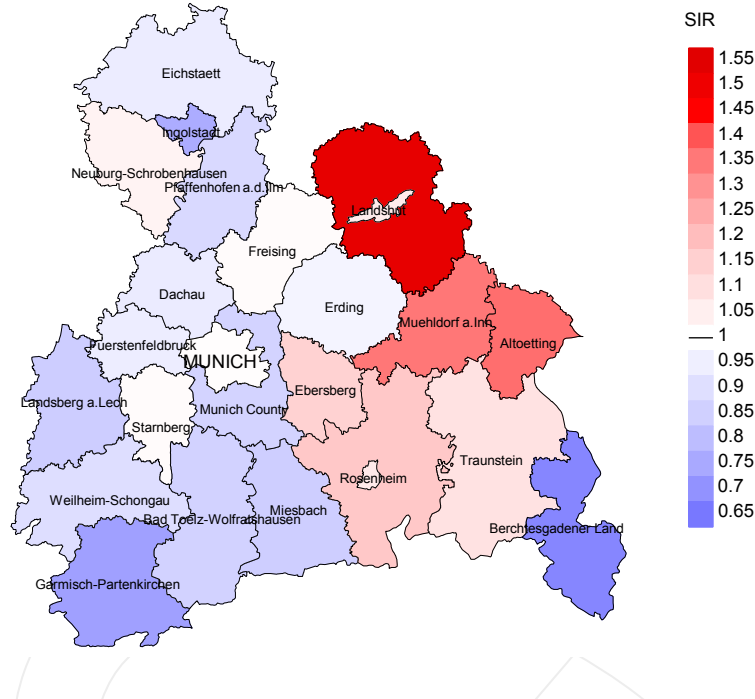 SIR
1.55
1.5
1.45
1.4
1.35
1.3
1.25
1.2
1.15
1.1
1.05
1
0.95
0.9
0.85
0.8
0.75
0.7
0.65
Eichstaett
Ingolstadt
Neuburg-Schrobenhausen
Pfaffenhofen a.d.Ilm
Landshut
Freising
Dachau
Erding
Muehldorf a.Inn
Altoetting
Fuerstenfeldbruck
MUNICH
Ebersberg
Landsberg a.Lech
Munich County
Starnberg
Traunstein
Rosenheim
Weilheim-Schongau
Miesbach
Bad Toelz-Wolfratshausen
Berchtesgadener Land
Garmisch-Partenkirchen